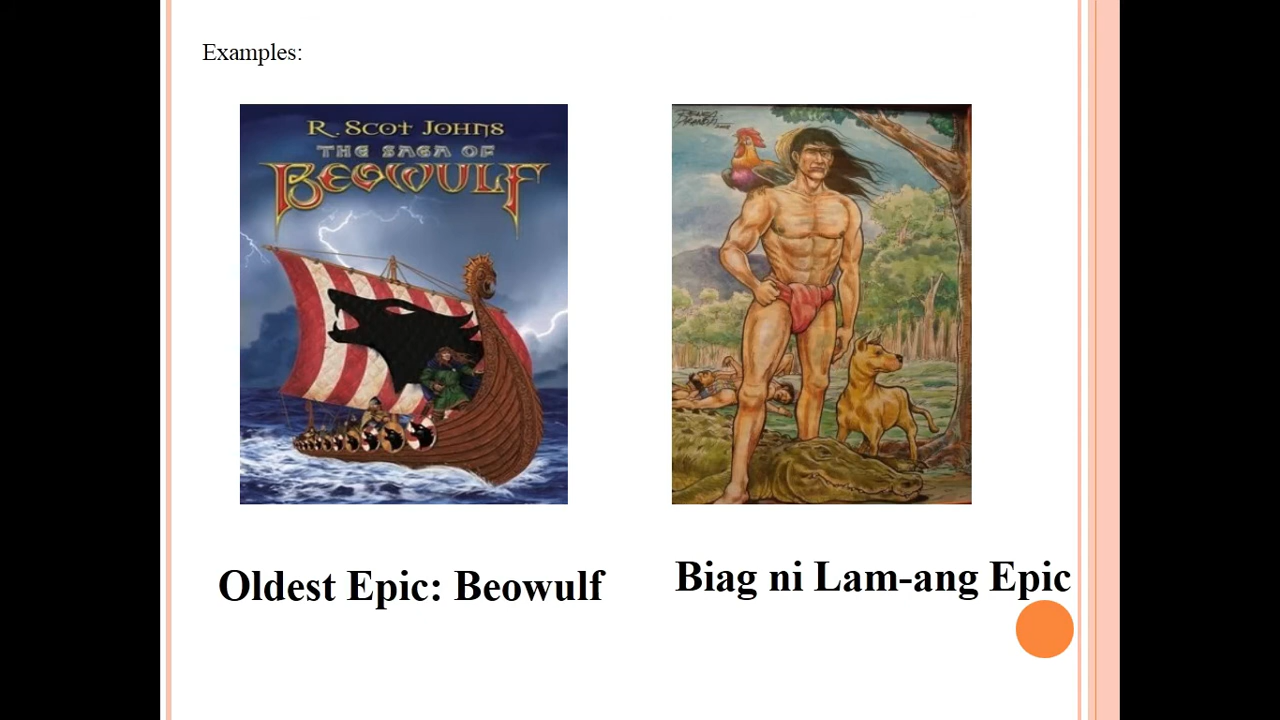 Examples:
R. Scot Johns
THE SAGA OF
BEOWULF
Oldest Epic: Beowulf
Biag ni Lam-ang Epic